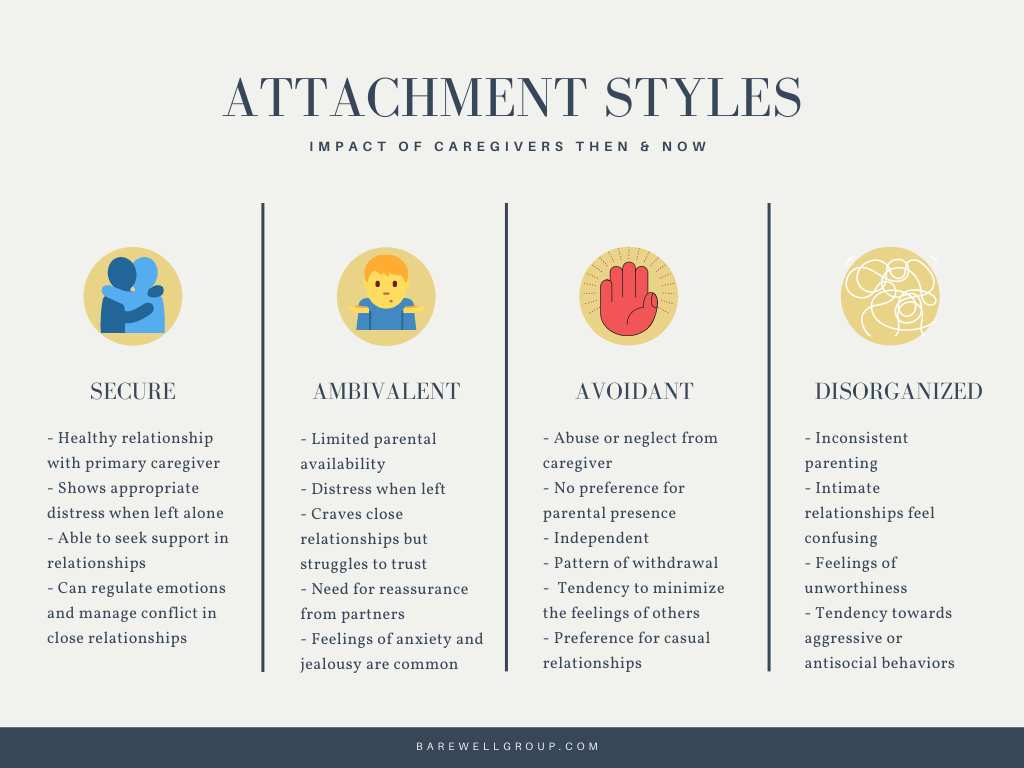 ATTACHMENT STYLES
IMPACT OF CAREGIVERS THEN & NOW
SECURE
- Healthy relationship
with primary caregiver
- Shows appropriate
distress when left alone
- Able to seek support in
relationships
- Can regulate emotions
and manage conflict in
close relationships
AMBIVALENT
- Limited parental
availability
- Distress when left
- Craves close
relationships but
struggles to trust
- Need for reassurance
from partners
- Feelings of anxiety and
jealousy are common
AVOIDANT
- Abuse or neglect from
caregiver
- No preference for
parental presence
- Independent
- Pattern of withdrawal
-  Tendency to minimize
the feelings of others
- Preference for casual
relationships
DISORGANIZED
- Inconsistent
parenting
- Intimate
relationships feel
confusing
- Feelings of
unworthiness
- Tendency towards
aggressive or
antisocial behaviors
BAREWELLGROUP.COM